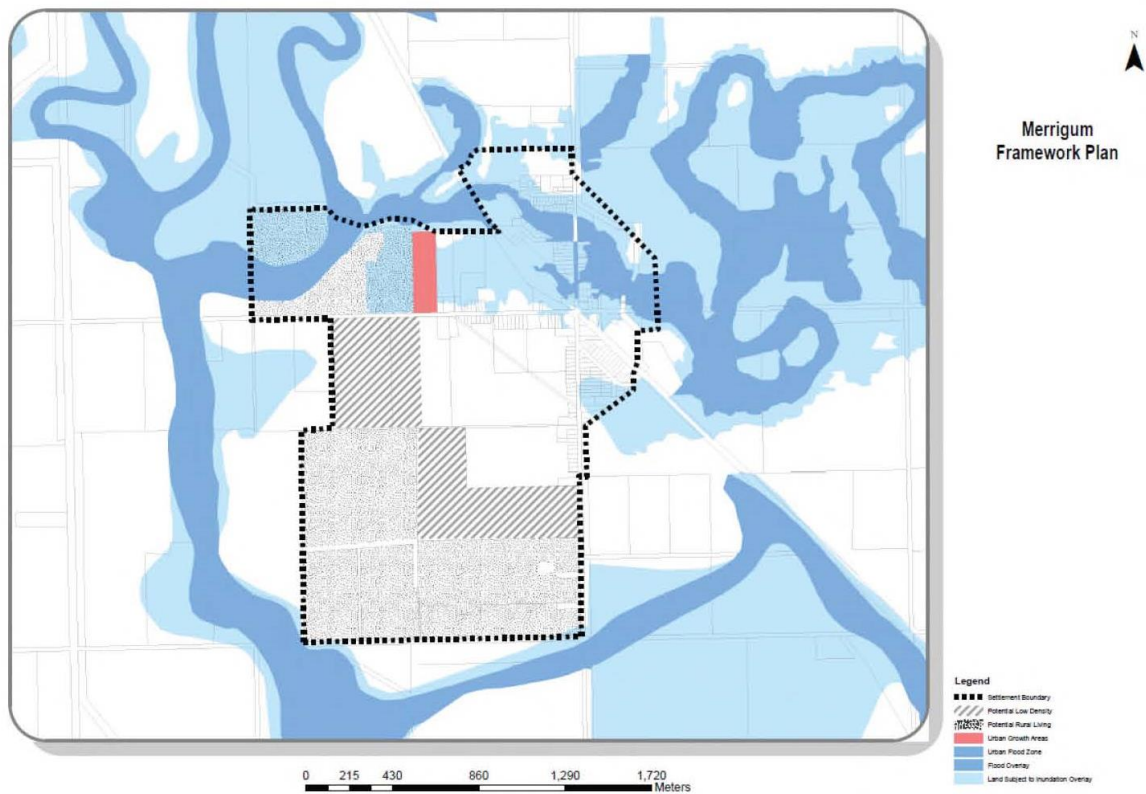 N
Merrigum
Framework Plan
Legend
Settlement Boundary
Potential Low Density
Potential Rural Living
Urban Growth Areas
Urban Flood Zone
Flood Overlay
Land Subject to Inundation Overlay
0 215 430 860 1,290 1,720
Meters